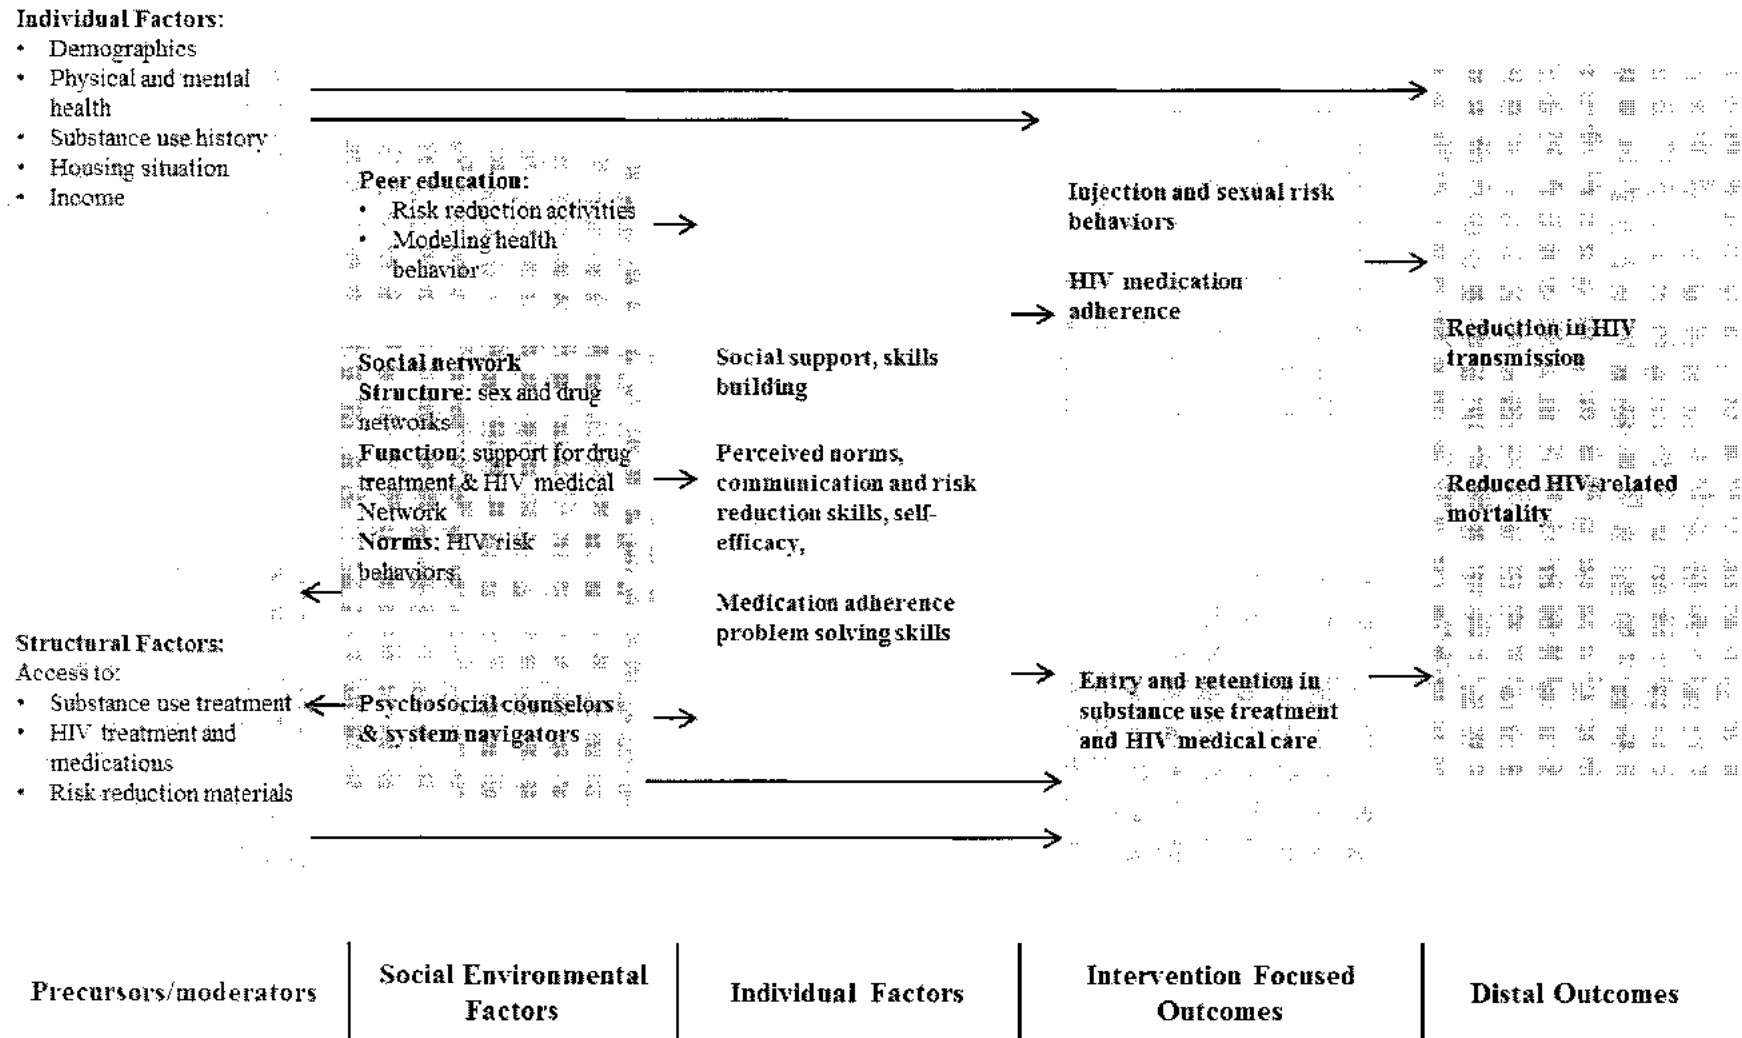 Individual Factors:
• Demographics
• Physical and mental
health
• Substance use history
• Housing situation
• Income
Structural Factors:
Access to:
• Substance use treatment
• HIV treatment and
medications
• Risk reduction materials
Peer education:
• Risk reduction activities
• Modeling health
behavior
Social network
Structure: sex and drug
networks
Function: support for drug
treatment & HIV medical
Network
Norms: HIV risk
behaviors
Psychosocial counselors
& system navigators
Social support, skills
building
Perceived norms,
communication and risk
reduction skills, self-
efficacy,
Medication adherence
problem solving skills
Injection and sexual risk
behaviors
HIV medication
adherence
Entry and retention in
substance use treatment
and HIV medical care
Reduction in HIV
transmission
Reduced HIV-related
mortality
Precursors/moderators
Social Environmental
Factors
Individual Factors
Intervention Focused
Outcomes
Distal Outcomes